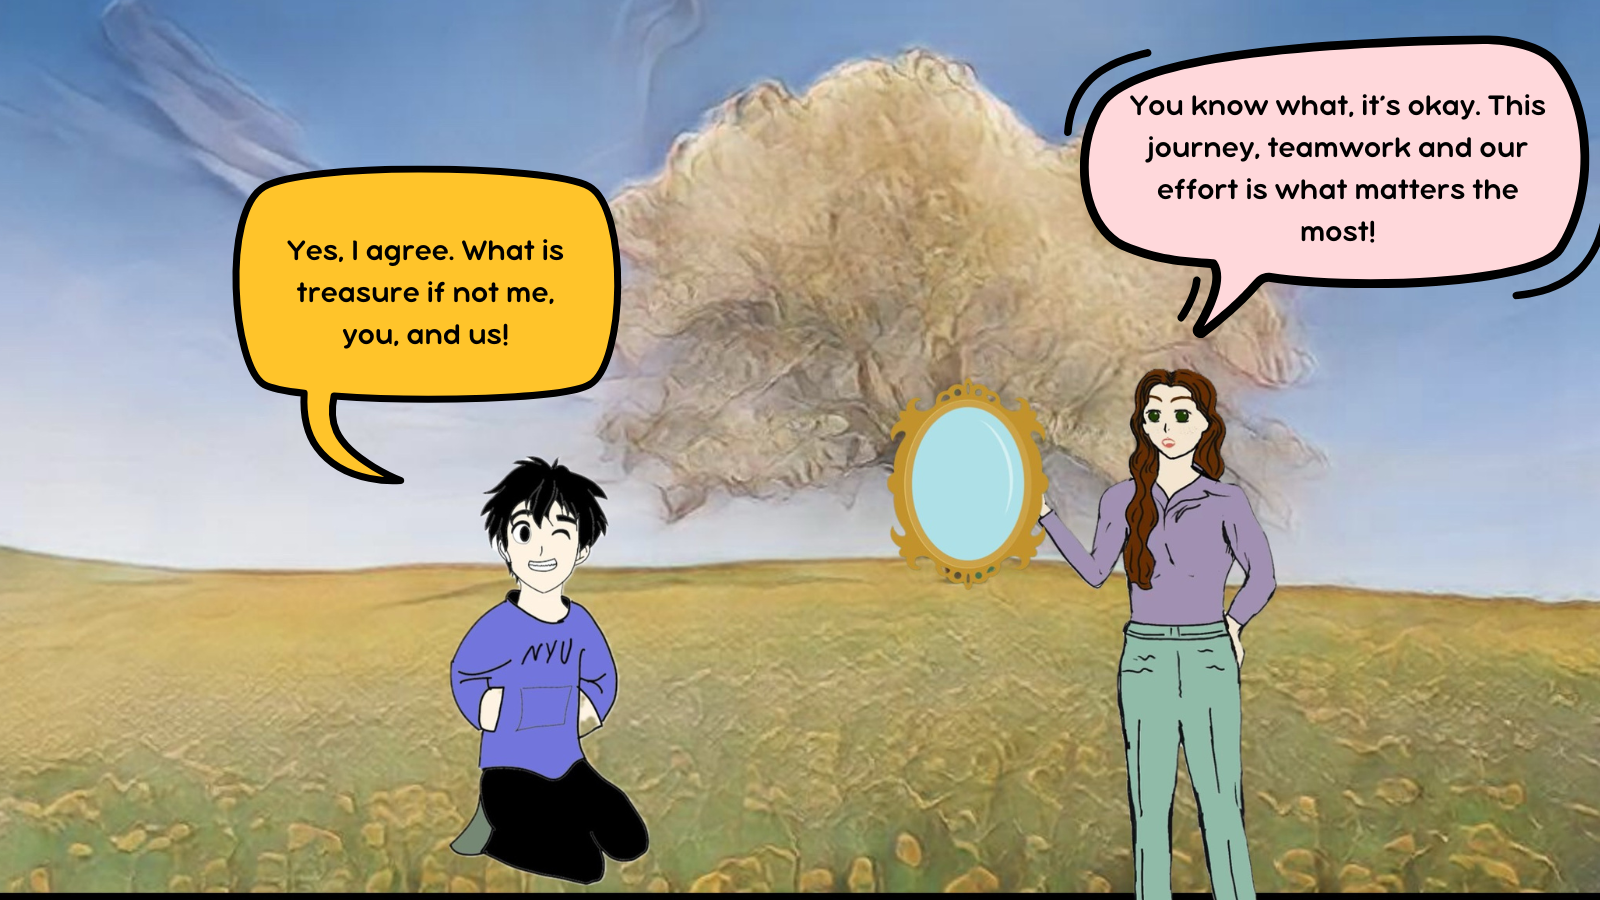 You know what, it's okay. This
journey, teamwork and our
effort is what matters the
most!
Yes, I agree. What is
treasure if not me,
you, and us!
NYU